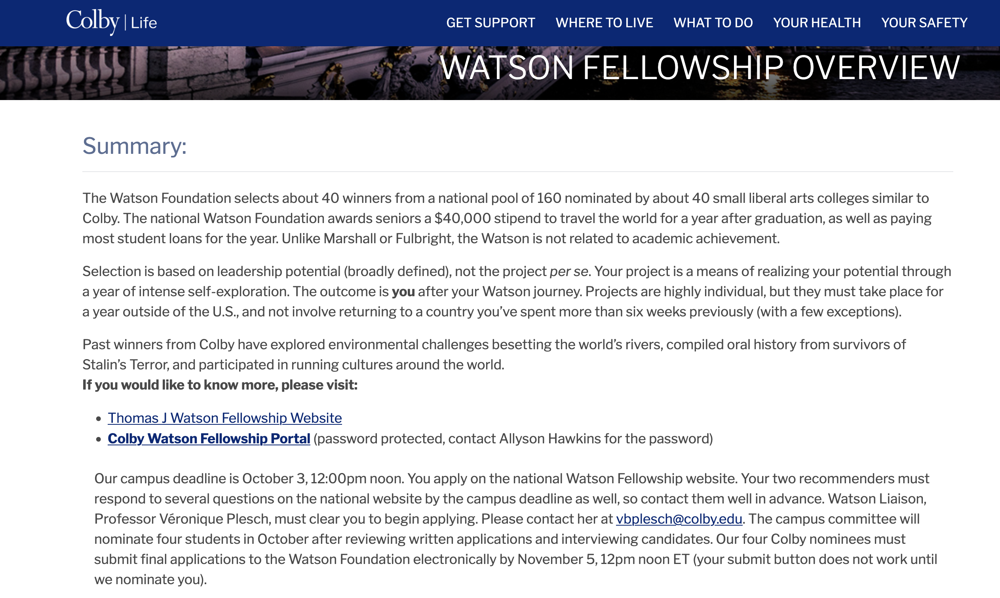 Colby | Life
GET SUPPORT WHERE TO LIVE WHAT TO DO YOUR HEALTH YOUR SAFETY
WATSON FELLOWSHIP OVERVIEW
Summary:
The Watson Foundation selects about 40 winners from a national pool of 160 nominated by about 40 small liberal arts colleges similar to
Colby. The national Watson Foundation awards seniors a $40,000 stipend to travel the world for a year after graduation, as well as paying
most student loans for the year. Unlike Marshall or Fulbright, the Watson is not related to academic achievement.
Selection is based on leadership potential (broadly defined), not the project per se. Your project is a means of realizing your potential through
a year of intense self-exploration. The outcome is you after your Watson journey. Projects are highly individual, but they must take place for
a year outside of the U.S., and not involve returning to a country you’ve spent more than six weeks previously (with a few exceptions).
Past winners from Colby have explored environmental challenges besetting the world’s rivers, compiled oral history from survivors of
Stalin’s Terror, and participated in running cultures around the world.
If you would like to know more, please visit:
• Thomas J Watson Fellowship Website
• Colby Watson Fellowship Portal (password protected, contact Allyson Hawkins for the password)
Our campus deadline is October 3, 12:00pm noon. You apply on the national Watson Fellowship website. Your two recommenders must
respond to several questions on the national website by the campus deadline as well, so contact them well in advance. Watson Liaison,
Professor Véronique Plesch, must clear you to begin applying. Please contact her at vbplesch@colby.edu. The campus committee will
nominate four students in October after reviewing written applications and interviewing candidates. Our four Colby nominees must
submit final applications to the Watson Foundation electronically by November 5, 12pm noon ET (your submit button does not work until
we nominate you).